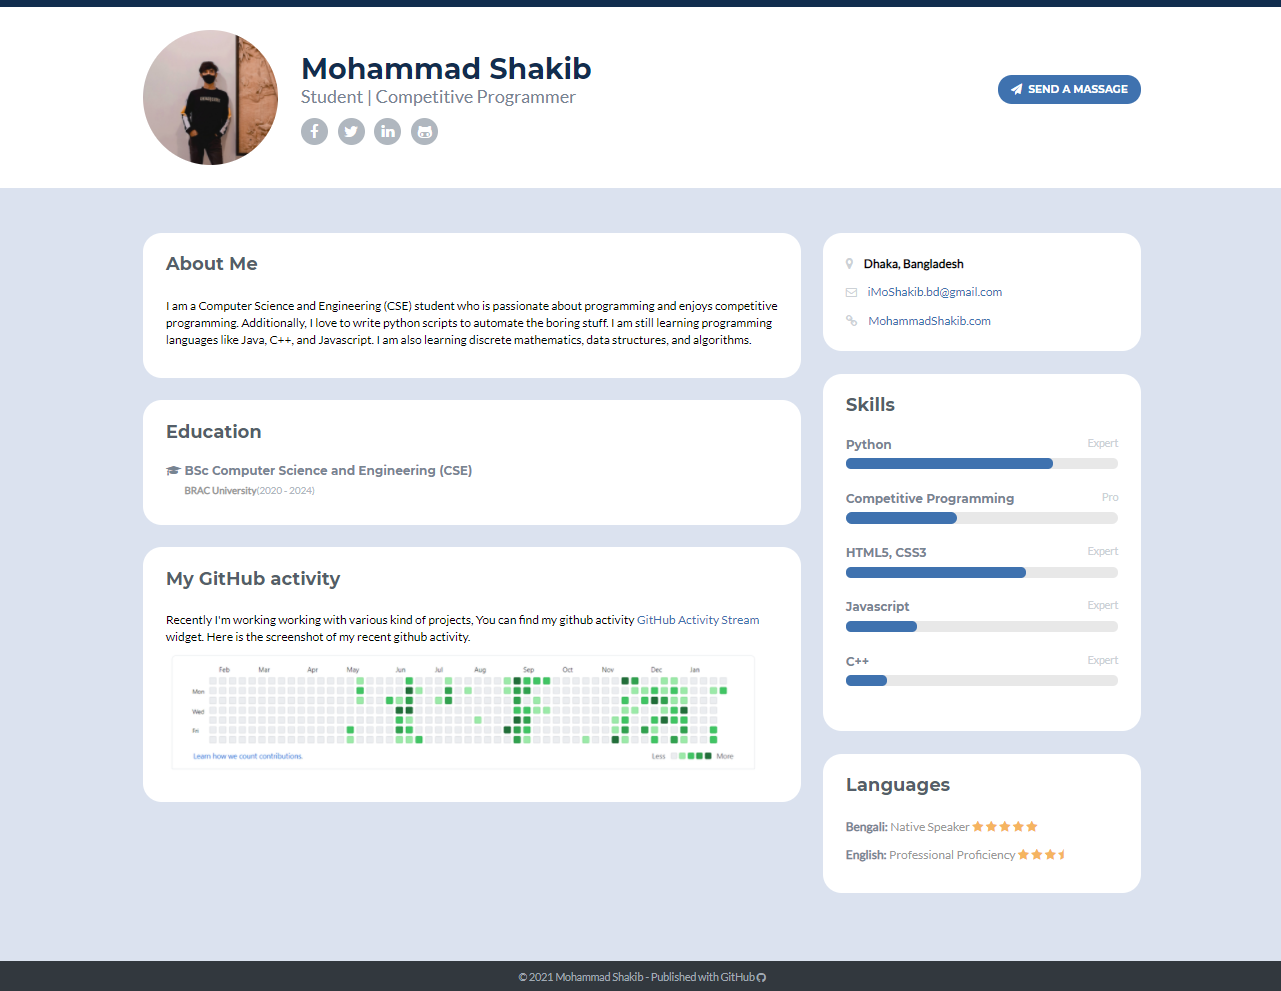 Mohammad Shakib
Student | Competitive Programmer
SEND A MASSAGE
About Me
I am a Computer Science and Engineering (CSE) student who is passionate about programming and enjoys competitive
programming. Additionally, I love to write python scripts to automate the boring stuff. I am still learning programming
languages like Java, C++, and Javascript. I am also learning discrete mathematics, data structures, and algorithms.
Education
BSc Computer Science and Engineering (CSE)
BRAC University(2020 - 2024)
My GitHub activity
Recently I'm working working with various kind of projects, You can find my github activity GitHub Activity Stream
widget. Here is the screenshot of my recent github activity.
Feb Mar Apr May Jun Jul Aug Sep Oct Nov Dec Jan
Mon
Wed
Fri
Learn how we count contributions. Less More
Dhaka, Bangladesh
iMoShakib.bd@gmail.com
MohammadShakib.com
Skills
Python Expert
Competitive Programming Pro
HTML5, CSS3 Expert
Javascript Expert
C++ Expert
Languages
Bengali: Native Speaker
English: Professional Proficiency
© 2021 Mohammad Shakib - Published with GitHub